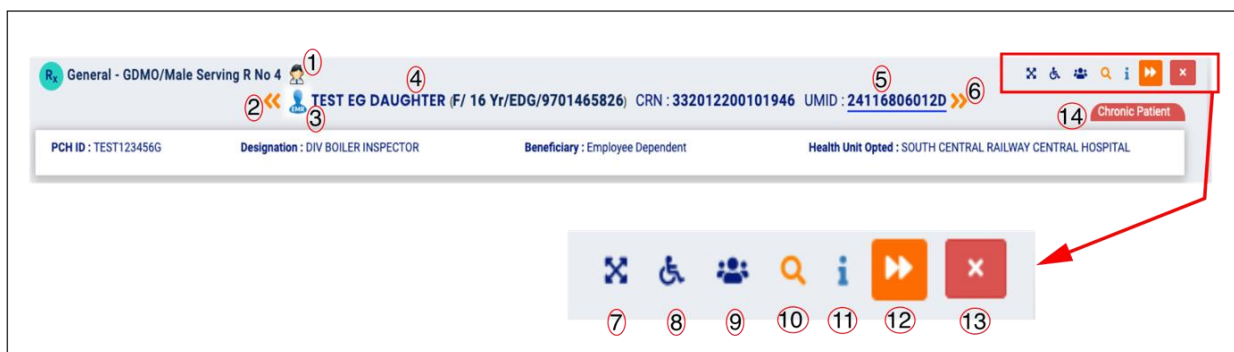 ①
Rx General - GDMO/Male Serving R No 4
④ ⑤
② ③ EMR TEST EG DAUGHTER (F/ 16 Yr/EDG/9701465826) CRN : 332012200101946 UMID : 24116806012D ⑥
⑭ Chronic Patient
PCH ID : TEST123456G Designation : DIV BOILER INSPECTOR Beneficiary : Employee Dependent Health Unit Opted : SOUTH CENTRAL RAILWAY CENTRAL HOSPITAL
⑦ ⑧ ⑨ ⑩ ⑪ ⑫ ⑬